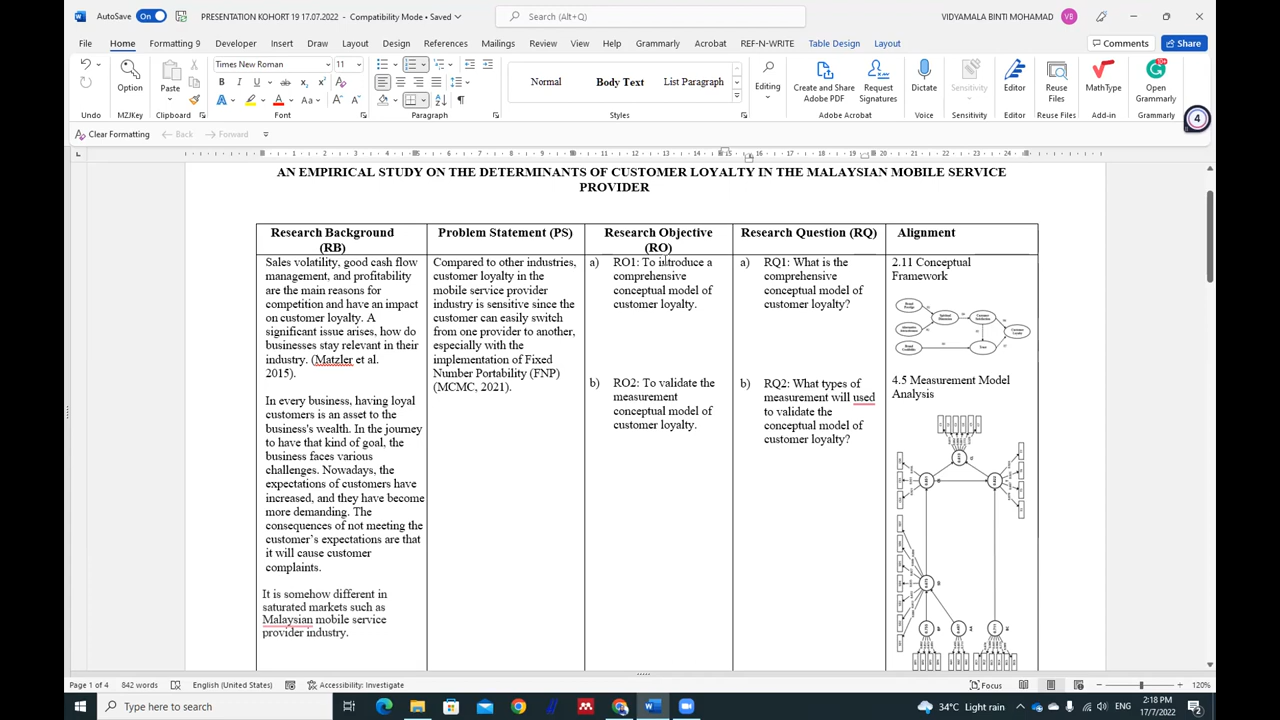 AutoSave On PRESENTATION KOHORT 19 17.07.2022 - Compatibility Mode • Saved Search (Alt+Q) VIDYAMALA BINTI MOHAMAD VB
File Home Formatting 9 Developer Insert Draw Layout Design References Mailings Review View Help Grammarly Acrobat REF-N-WRITE Table Design Layout Comments Share
Times New Roman 11
Option Paste Normal Body Text List Paragraph Editing Create and Share Adobe PDF Request Signatures Dictate Sensitivity Editor Reuse Files MathType Open Grammarly
Undo MZJKey Clipboard Font Paragraph Styles Adobe Acrobat Voice Sensitivity Editor Reuse Files Add-in Grammarly
4
Clear Formatting Back Forward
AN EMPIRICAL STUDY ON THE DETERMINANTS OF CUSTOMER LOYALTY IN THE MALAYSIAN MOBILE SERVICE
PROVIDER
Research Background
(RB)
Sales volatility, good cash flow
management, and profitability
are the main reasons for
competition and have an impact
on customer loyalty. A
significant issue arises, how do
businesses stay relevant in their
industry. (Matzler et al.
2015).
In every business, having loyal
customers is an asset to the
business's wealth. In the journey
to have that kind of goal, the
business faces various
challenges. Nowadays, the
expectations of customers have
increased, and they have become
more demanding. The
consequences of not meeting the
customer's expectations are that
it will cause customer
complaints.
It is somehow different in
saturated markets such as
Malaysian mobile service
provider industry.
Problem Statement (PS)
Compared to other industries,
customer loyalty in the
mobile service provider
industry is sensitive since the
customer can easily switch
from one provider to another,
especially with the
implementation of Fixed
Number Portability (FNP)
(MCMC, 2021).
Research Objective
(RO)
a) RO1: To introduce a
comprehensive
conceptual model of
customer loyalty.
b) RO2: To validate the
measurement
conceptual model of
customer loyalty.
Research Question (RQ)
a) RQ1: What is the
comprehensive
conceptual model of
customer loyalty?
b) RQ2: What types of
measurement will used
to validate the
conceptual model of
customer loyalty?
Alignment
2.11 Conceptual
Framework
4.5 Measurement Model
Analysis
Page 1 of 4 842 words English (United States) Accessibility: Investigate Focus 120%
Type here to search 34°C Light rain ENG 2:18 PM
17/7/2022 2